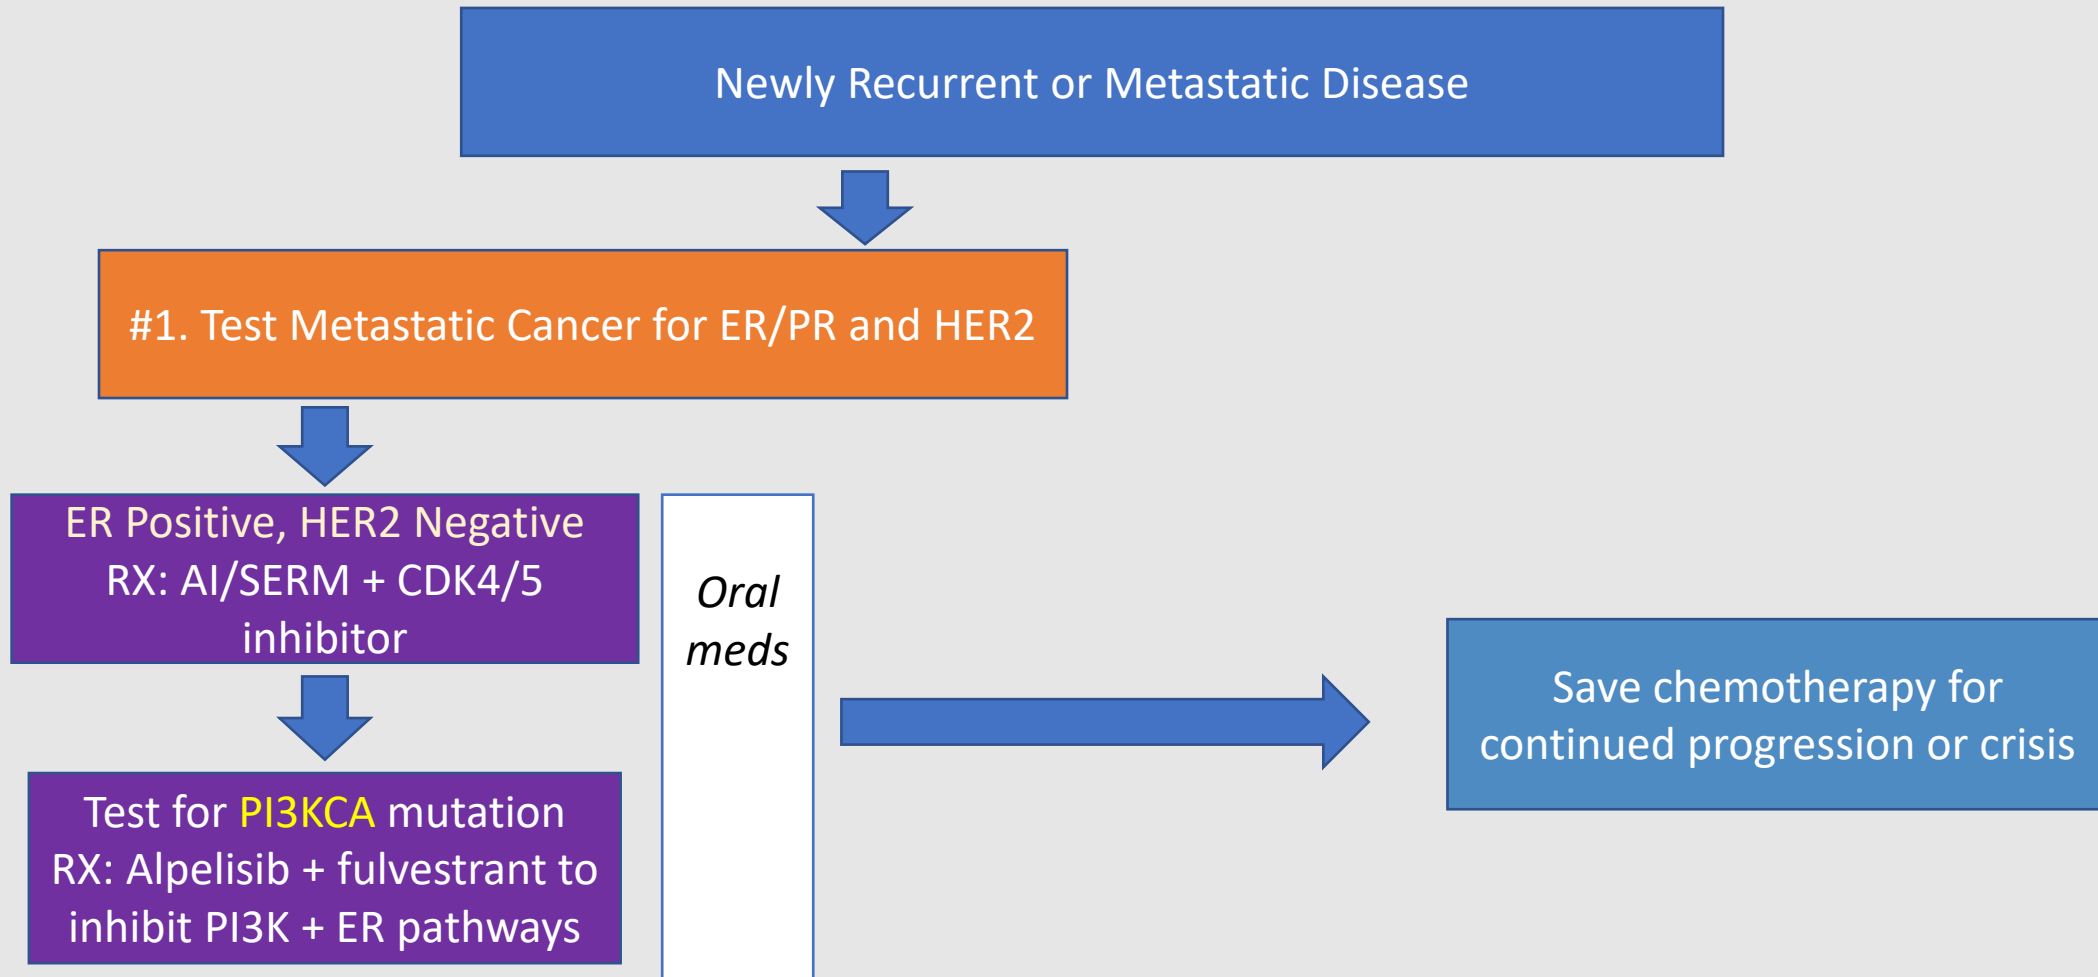 Newly Recurrent or Metastatic Disease
#1. Test Metastatic Cancer for ER/PR and HER2
ER Positive, HER2 Negative
RX: AI/SERM + CDK4/5
inhibitor
Oral
meds
Save chemotherapy for
continued progression or crisis
Test for PI3KCA mutation
RX: Alpelisib + fulvestrant to
inhibit PI3K + ER pathways